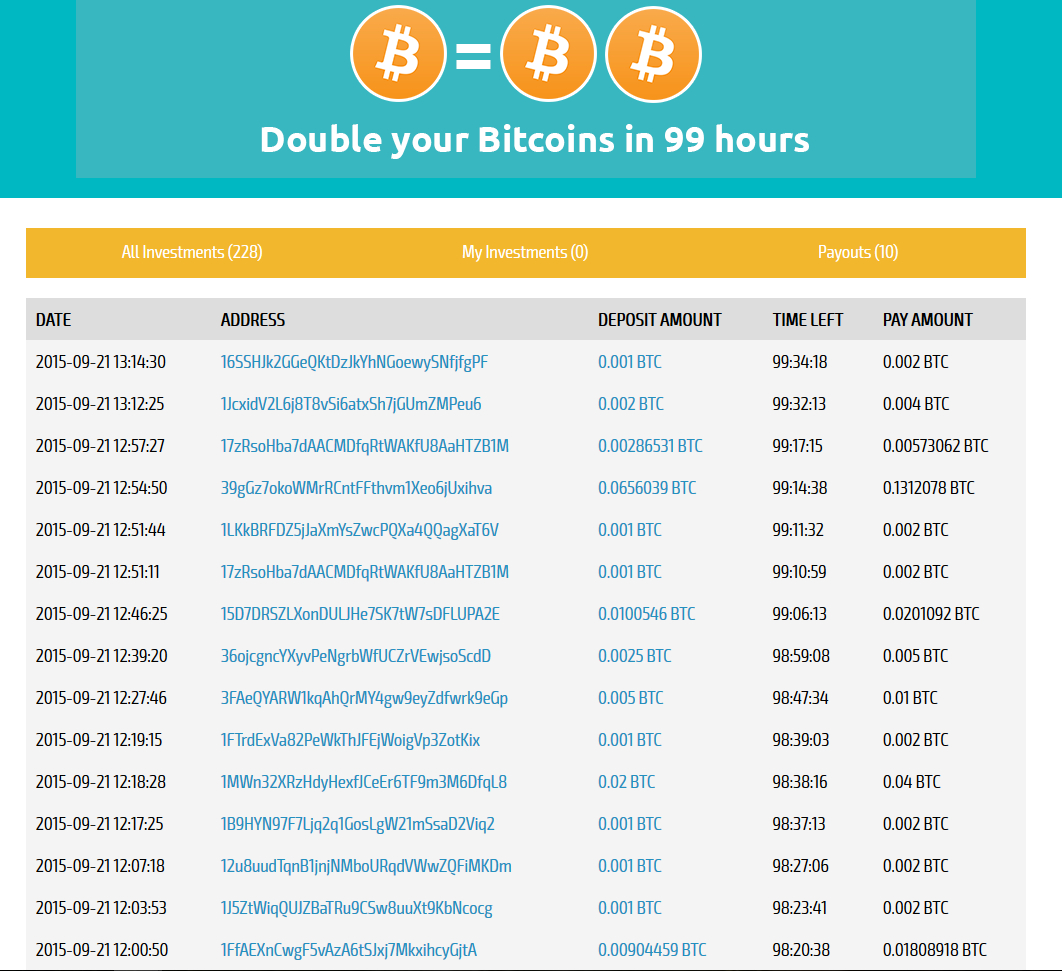 ₿ = ₿ ₿
Double your Bitcoins in 99 hours
All Investments (228) My Investments (0) Payouts (10)
DATE ADDRESS DEPOSIT AMOUNT TIME LEFT PAY AMOUNT
2015-09-21 13:14:30 16SSHJk2GGeQKtDzJkYhNGoewySNfjfgPF 0.001 BTC 99:34:18 0.002 BTC
2015-09-21 13:12:25 1JcxidV2L6j8T8vSi6atxSh7jGUmZMPeu6 0.002 BTC 99:32:13 0.004 BTC
2015-09-21 12:57:27 17zRsoHba7dAACMDfqRtWAKfU8AaHTZB1M 0.00286531 BTC 99:17:15 0.00573062 BTC
2015-09-21 12:54:50 39gGz7okoWMrRCntFFthvm1Xeo6jUxihva 0.0656039 BTC 99:14:38 0.1312078 BTC
2015-09-21 12:51:44 1LKkBRFDZ5jJaXmYsZwcPQXa4QQagXaT6V 0.001 BTC 99:11:32 0.002 BTC
2015-09-21 12:51:11 17zRsoHba7dAACMDfqRtWAKfU8AaHTZB1M 0.001 BTC 99:10:59 0.002 BTC
2015-09-21 12:46:25 15D7DRSZLXonDULJHe7SK7tW7sDFLUPA2E 0.0100546 BTC 99:06:13 0.0201092 BTC
2015-09-21 12:39:20 36ojcgncYXyvPeNgrbWfUCZrVEwjsoScdD 0.0025 BTC 98:59:08 0.005 BTC
2015-09-21 12:27:46 3FAeQYARW1kqAhQrMY4gw9eyZdfwrk9eGp 0.005 BTC 98:47:34 0.01 BTC
2015-09-21 12:19:15 1FTrdExVa82PeWkThJFEjWoigVp3ZotKix 0.001 BTC 98:39:03 0.002 BTC
2015-09-21 12:18:28 1MWn32XRzHdyHexfJCeEr6TF9m3M6DfqL8 0.02 BTC 98:38:16 0.04 BTC
2015-09-21 12:17:25 1B9HYN97F7Ljq2q1GosLgW21mSsaD2Viq2 0.001 BTC 98:37:13 0.002 BTC
2015-09-21 12:07:18 12u8uudTqnB1jnjNMboURqdVWwZQFiMKDm 0.001 BTC 98:27:06 0.002 BTC
2015-09-21 12:03:53 1J5ZtWiqQUJZBaTRu9CSw8uuXt9KbNcocg 0.001 BTC 98:23:41 0.002 BTC
2015-09-21 12:00:50 1FfAEXnCwgF5vAzA6tSJxj7MkxihcyGjtA 0.00904459 BTC 98:20:38 0.01808918 BTC